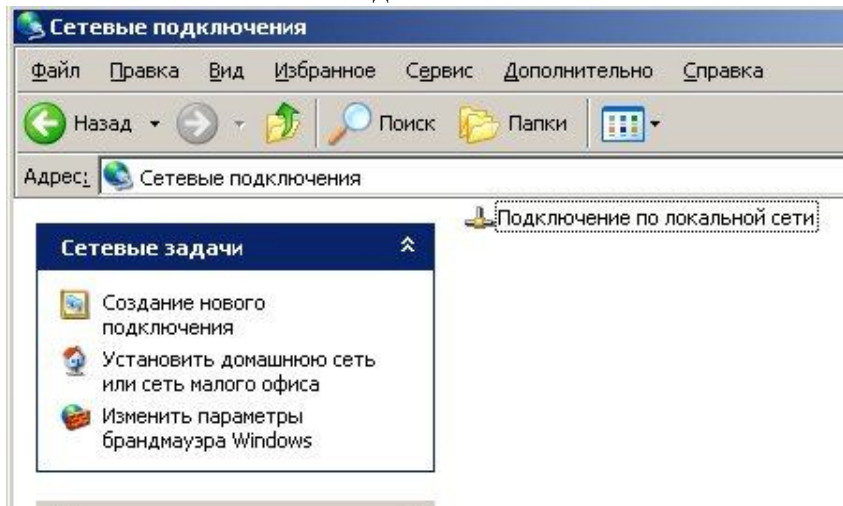 Сетевые подключения
Файл Правка Вид Избранное Сервис Дополнительно Справка
Назад Поиск Папки
Адрес: Сетевые подключения
Подключение по локальной сети
Сетевые задачи
Создание нового
подключения
Установить домашнюю сеть
или сеть малого офиса
Изменить параметры
брандмауэра Windows